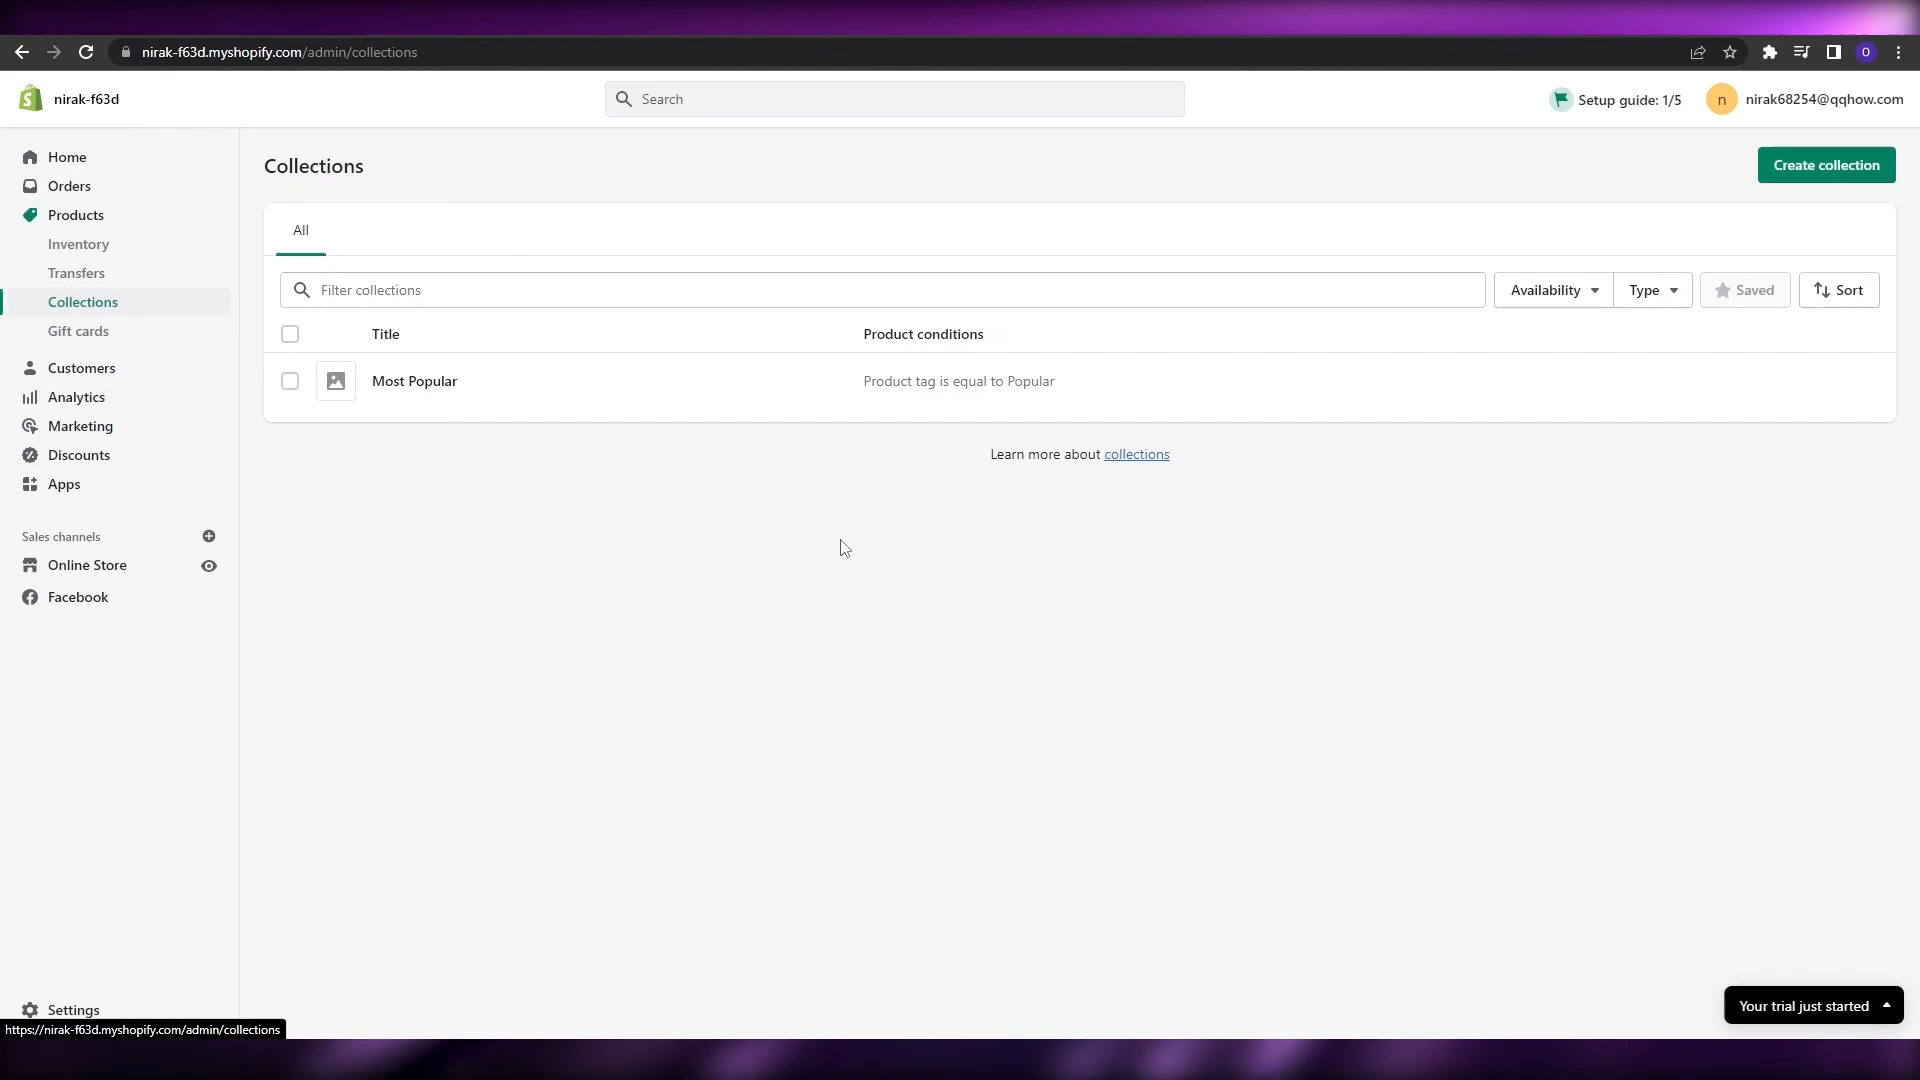 nirak-f63d.myshopify.com/admin/collections
O
nirak-f63d
Search
Setup guide: 1/5
n
nirak68254@qqhow.com
Home
Orders
Products
Inventory
Transfers
Collections
Gift cards
Customers
Analytics
Marketing
Discounts
Apps
Sales channels
Online Store
Facebook
Settings
https://nirak-f63d.myshopify.com/admin/collections
Collections
Create collection
All
Filter collections
Availability
Type
Saved
Sort
Title
Product conditions
Most Popular
Product tag is equal to Popular
Learn more about collections
Your trial just started